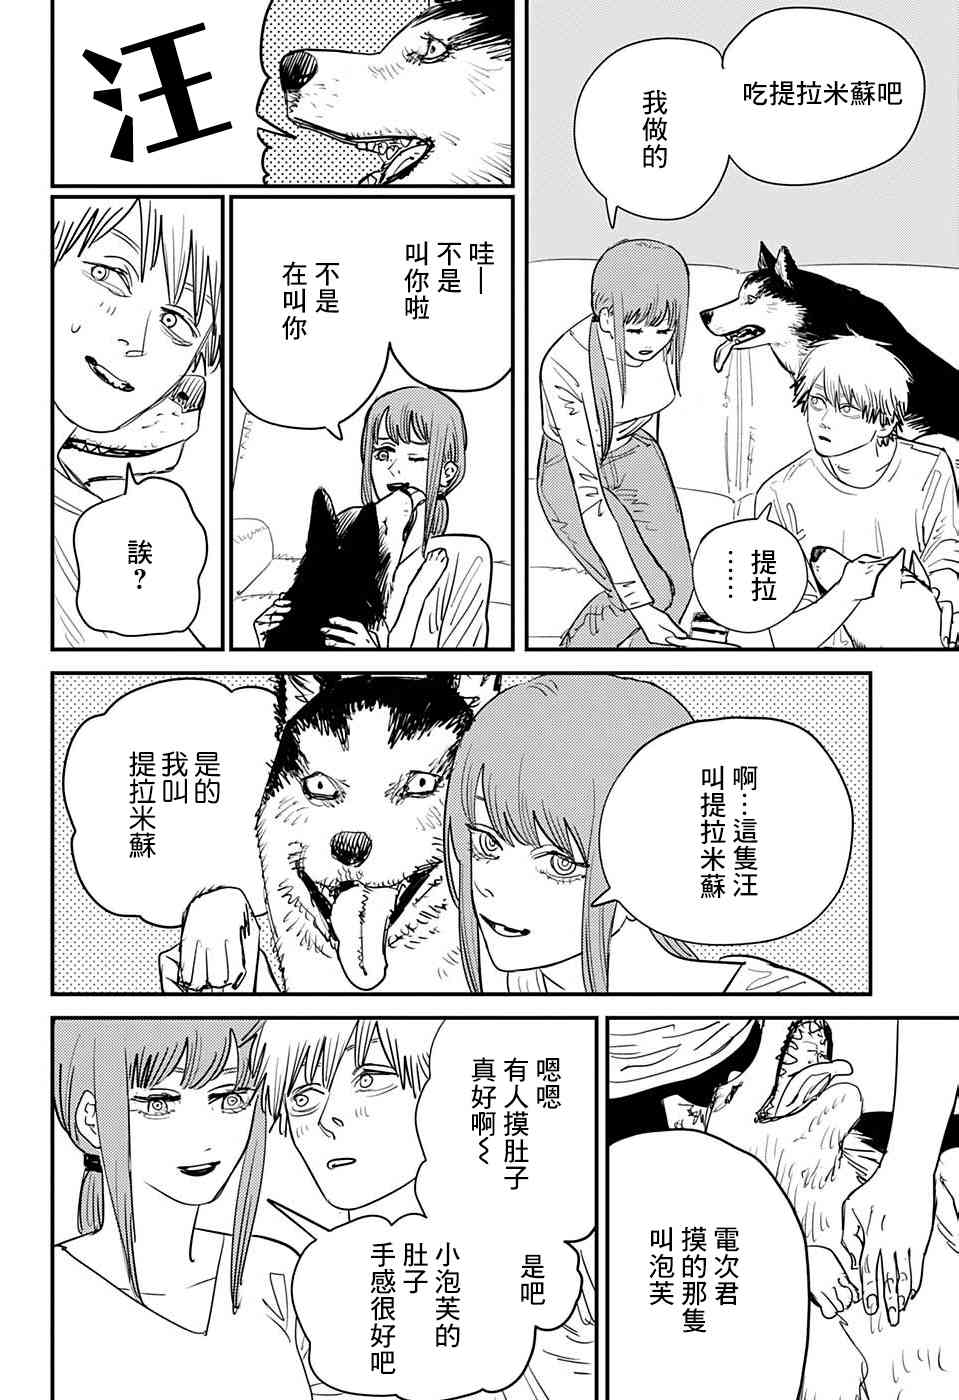 吃提拉米蘇吧
我做的
提拉
……
汪
哇—
不是
叫你啦
不是
在叫你
誒?
啊…這隻汪
叫提拉米蘇
是的
我叫
提拉米蘇
電次君
摸的那隻
叫泡芙
嗯嗯
有人摸肚子
真好啊~
是吧
小泡芙的
肚子
手感很好吧